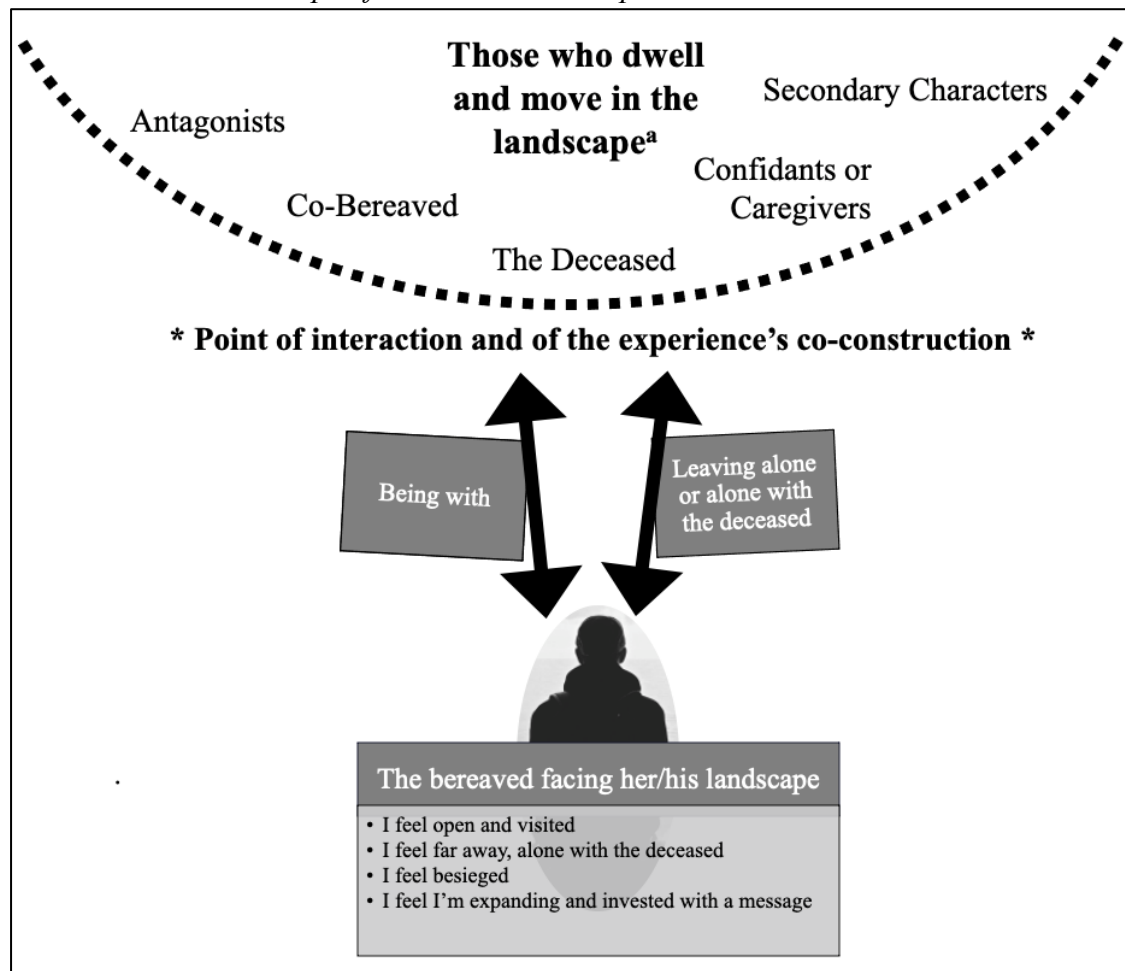 Those who dwell
and move in the
landscapeᵃ
Antagonists
Secondary Characters
Co-Bereaved
Confidants or
Caregivers
The Deceased
* Point of interaction and of the experience’s co-construction *
Being with
Leaving alone
or alone with
the deceased
The bereaved facing her/his landscape
• I feel open and visited
• I feel far away, alone with the deceased
• I feel besieged
• I feel I’m expanding and invested with a message